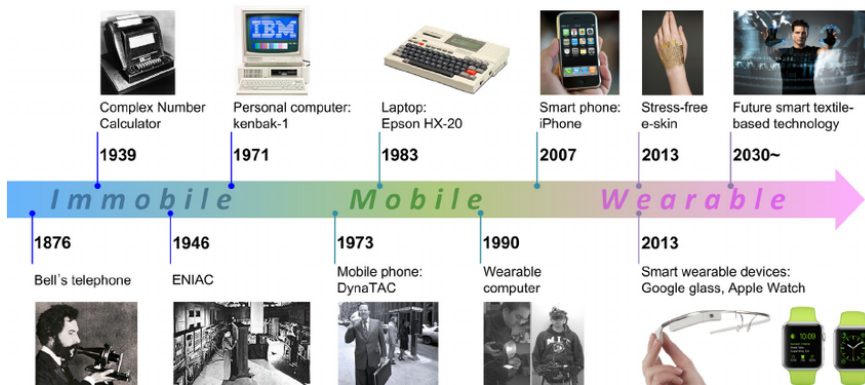 IBM
Complex Number
Calculator
1939
Personal computer:
kenbak-1
1971
Laptop:
Epson HX-20
1983
Smart phone:
iPhone
2007
Stress-free
e-skin
2013
Future smart textile-
based technology
2030~
Immobile
Mobile
Wearable
1876
Bell's telephone
1946
ENIAC
1973
Mobile phone:
DynaTAC
1990
Wearable
computer
2013
Smart wearable devices:
Google glass, Apple Watch
10:09